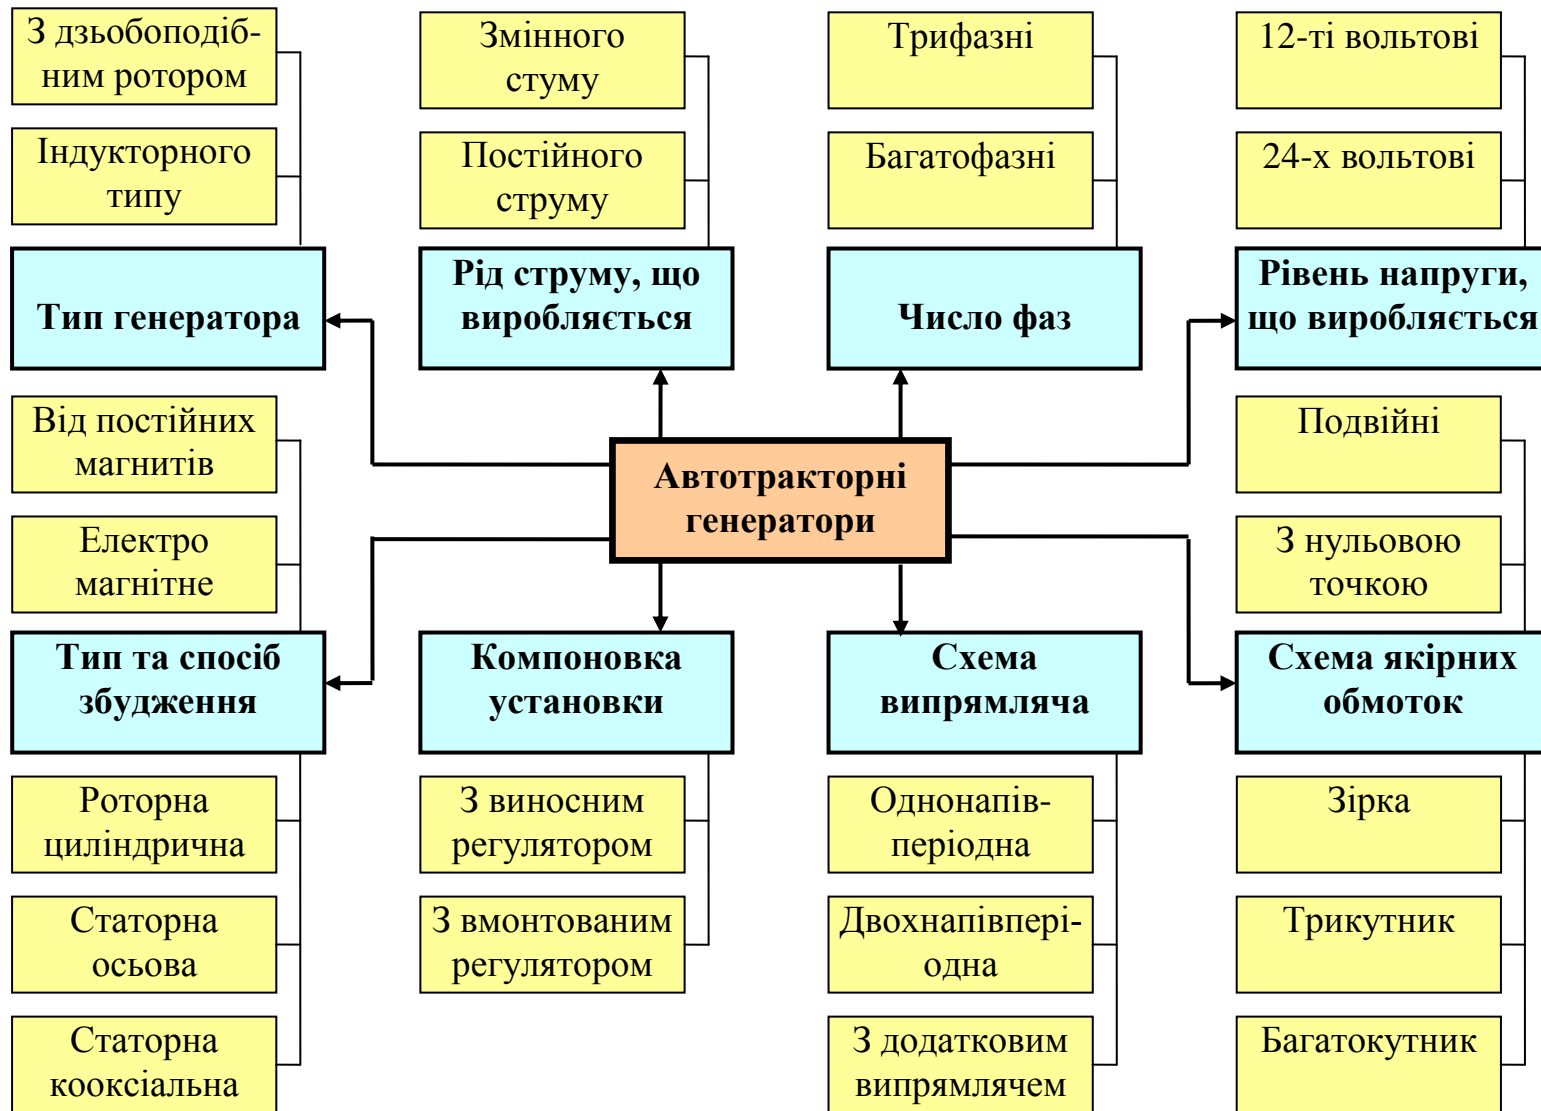 З дзьобоподіб-
ним ротором
Індукторного
типу
Тип генератора
Змінного
стуму
Постійного
струму
Рід струму, що
виробляється
Трифазні
Багатофазні
Число фаз
12-ті вольтові
24-х вольтові
Рівень напруги,
що виробляється
Автотракторні
генератори
Від постійних
магнитів
Електро
магнітне
Тип та спосіб
збудження
Роторна
циліндрична
Статорна
осьова
Статорна
кооксіальна
Компоновка
установки
З виносним
регулятором
З вмонтованим
регулятором
Схема
випрямляча
Однонапів-
періодна
Двохнапівпері-
одна
З додатковим
випрямлячем
Подвійні
З нульовою
точкою
Схема якірних
обмоток
Зірка
Трикутник
Багатокутник